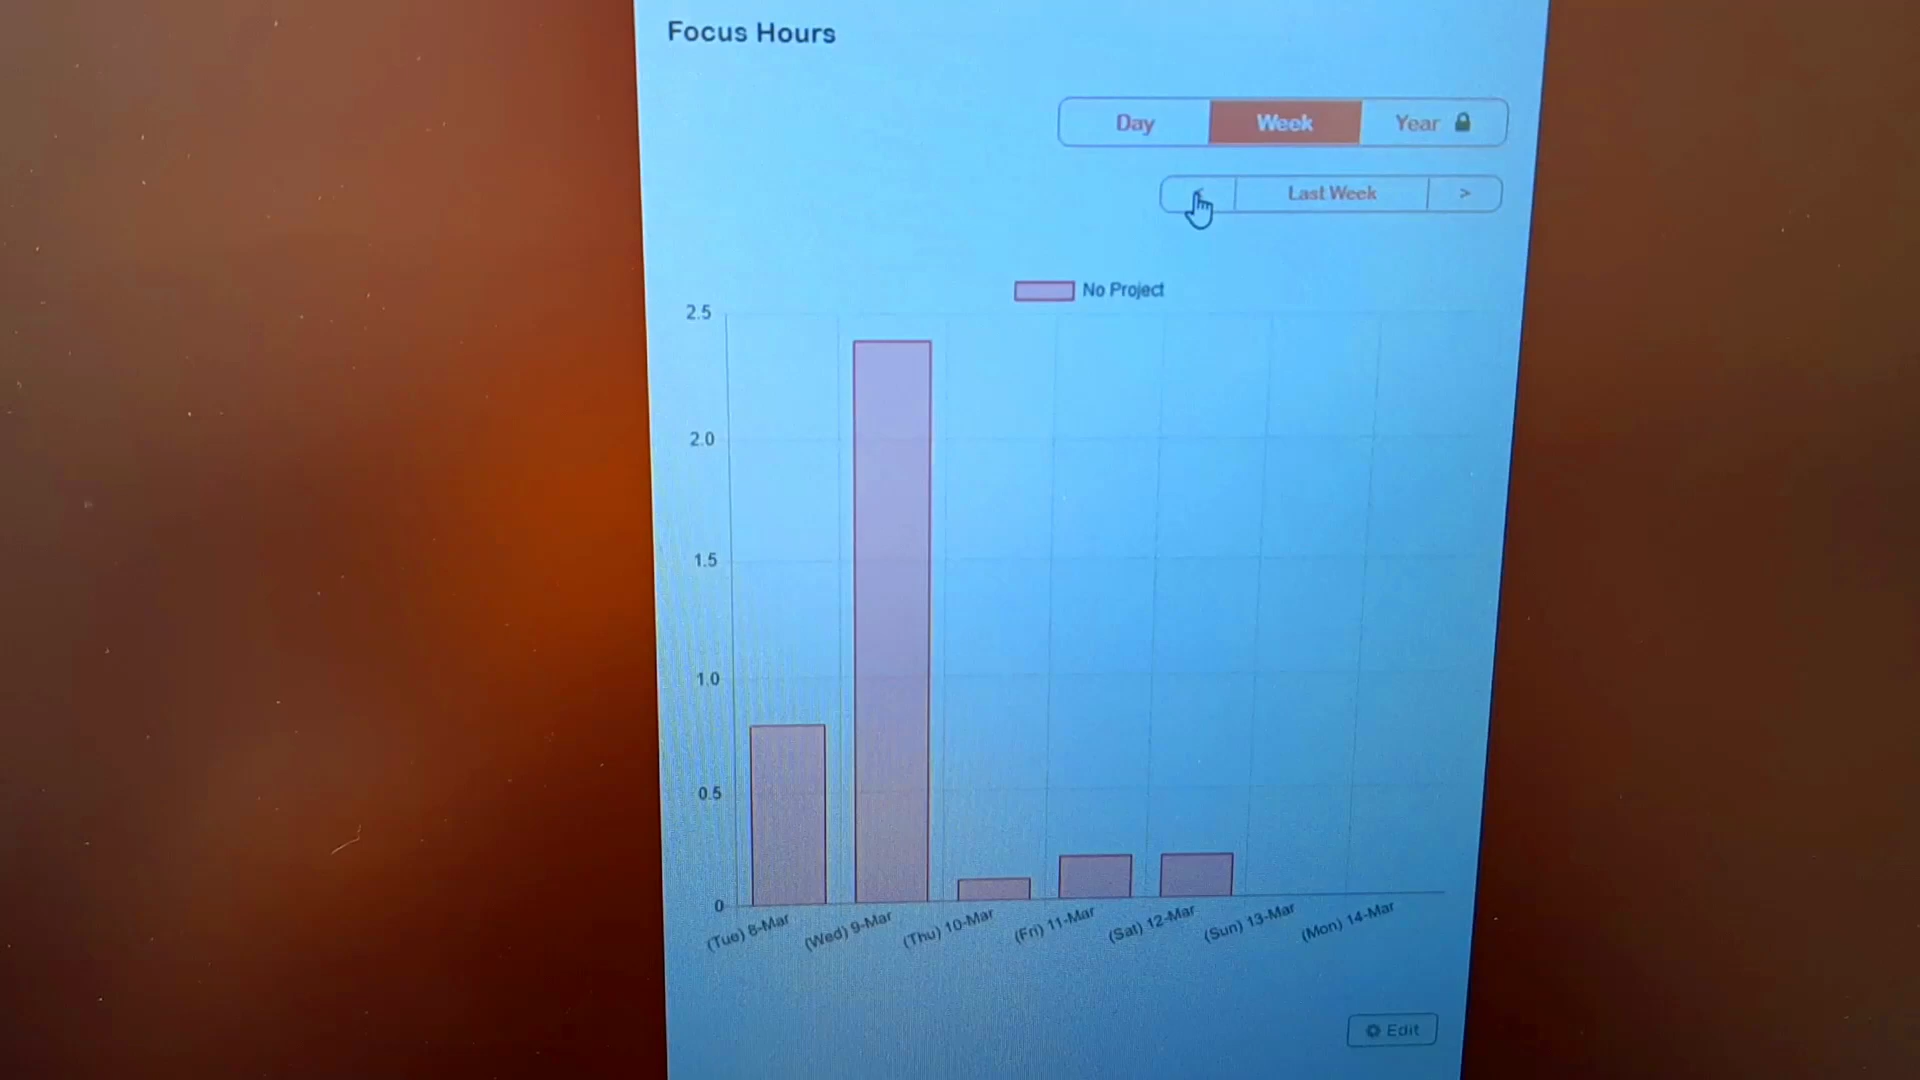 Focus Hours
Day Week Year
< Last Week >
No Project
2.5
2.0
1.5
1.0
0.5
0
(Tue) 8-Mar (Wed) 9-Mar (Thu) 10-Mar (Fri) 11-Mar (Sat) 12-Mar (Sun) 13-Mar (Mon) 14-Mar
Edit